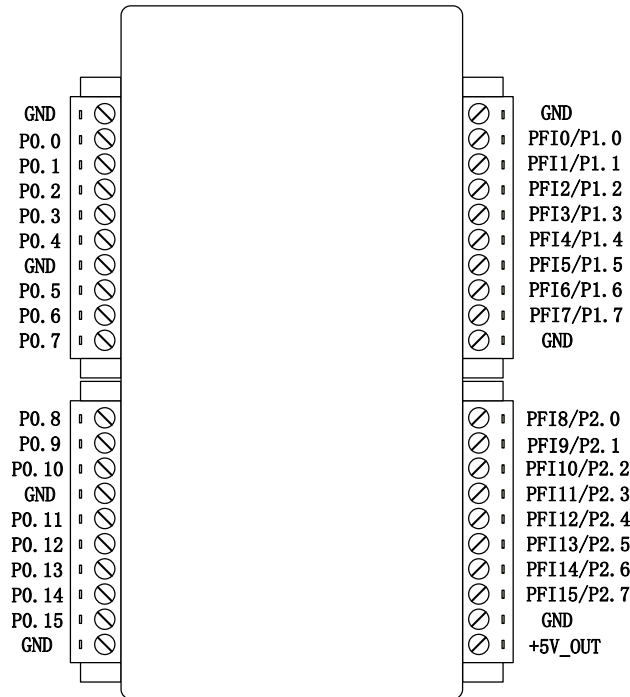 GND
P0.0
P0.1
P0.2
P0.3
P0.4
GND
P0.5
P0.6
P0.7
P0.8
P0.9
P0.10
GND
P0.11
P0.12
P0.13
P0.14
P0.15
GND
GND
PFI0/P1.0
PFI1/P1.1
PFI2/P1.2
PFI3/P1.3
PFI4/P1.4
PFI5/P1.5
PFI6/P1.6
PFI7/P1.7
GND
PFI8/P2.0
PFI9/P2.1
PFI10/P2.2
PFI11/P2.3
PFI12/P2.4
PFI13/P2.5
PFI14/P2.6
PFI15/P2.7
GND
+5V_OUT